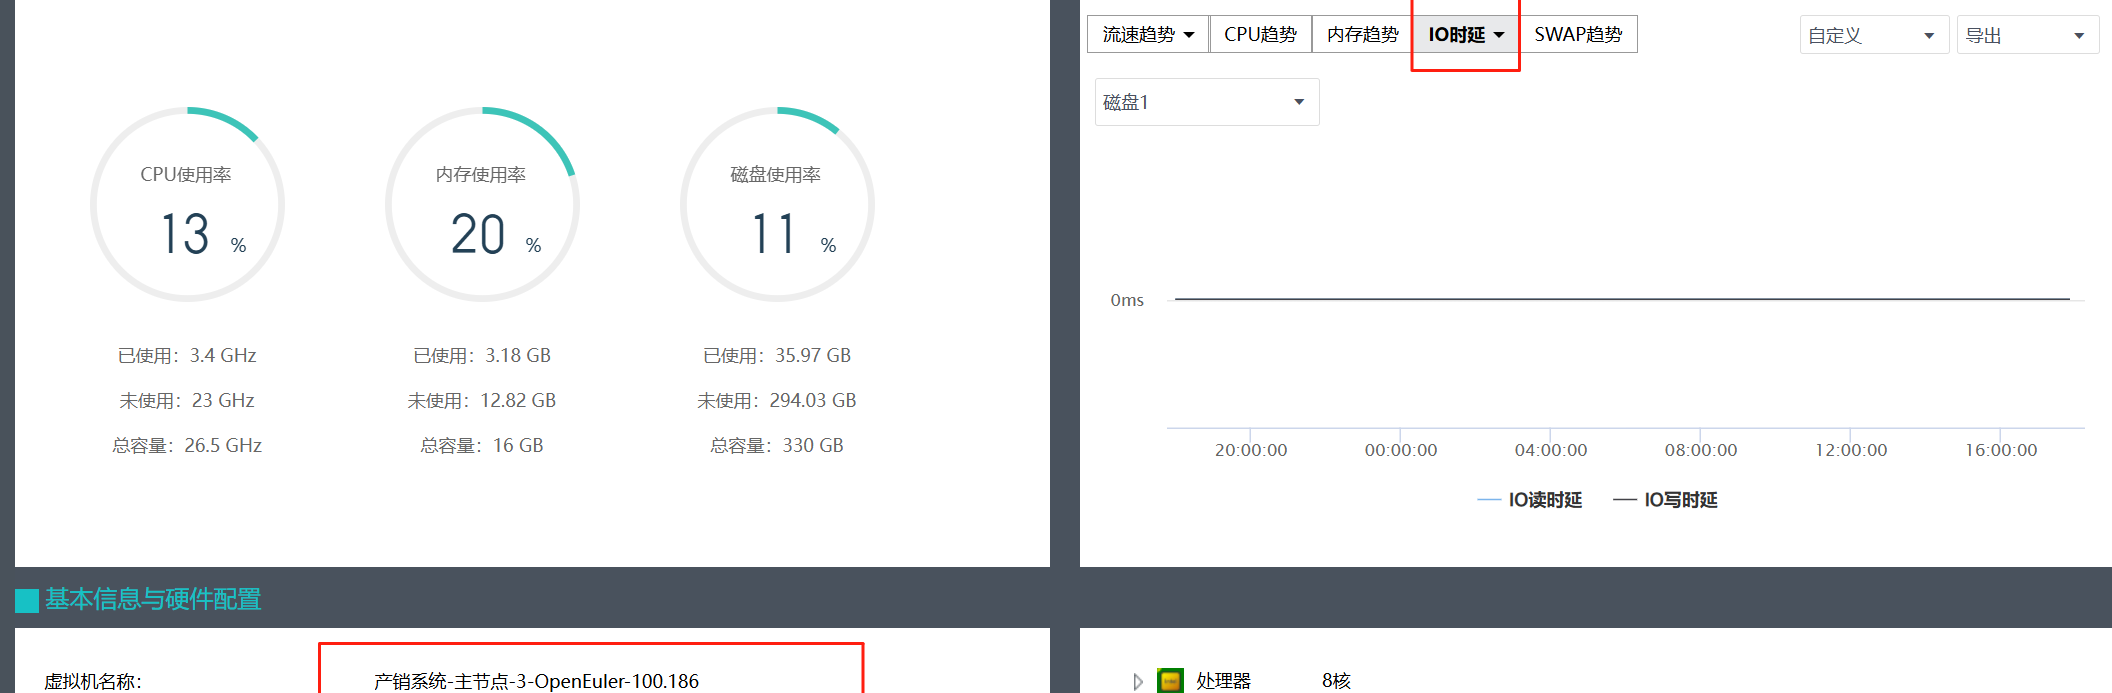 流速趋势 CPU趋势 内存趋势 IO时延 SWAP趋势 自定义 导出
磁盘1
CPU使用率 内存使用率 磁盘使用率
13 % 20 % 11 %
已使用：3.4 GHz 已使用：3.18 GB 已使用：35.97 GB
未使用：23 GHz 未使用：12.82 GB 未使用：294.03 GB
总容量：26.5 GHz 总容量：16 GB 总容量：330 GB
0ms
20:00:00 00:00:00 04:00:00 08:00:00 12:00:00 16:00:00
IO读时延 IO写时延
基本信息与硬件配置
虚拟机名称： 产销系统-主节点-3-OpenEuler-100.186
处理器 8核